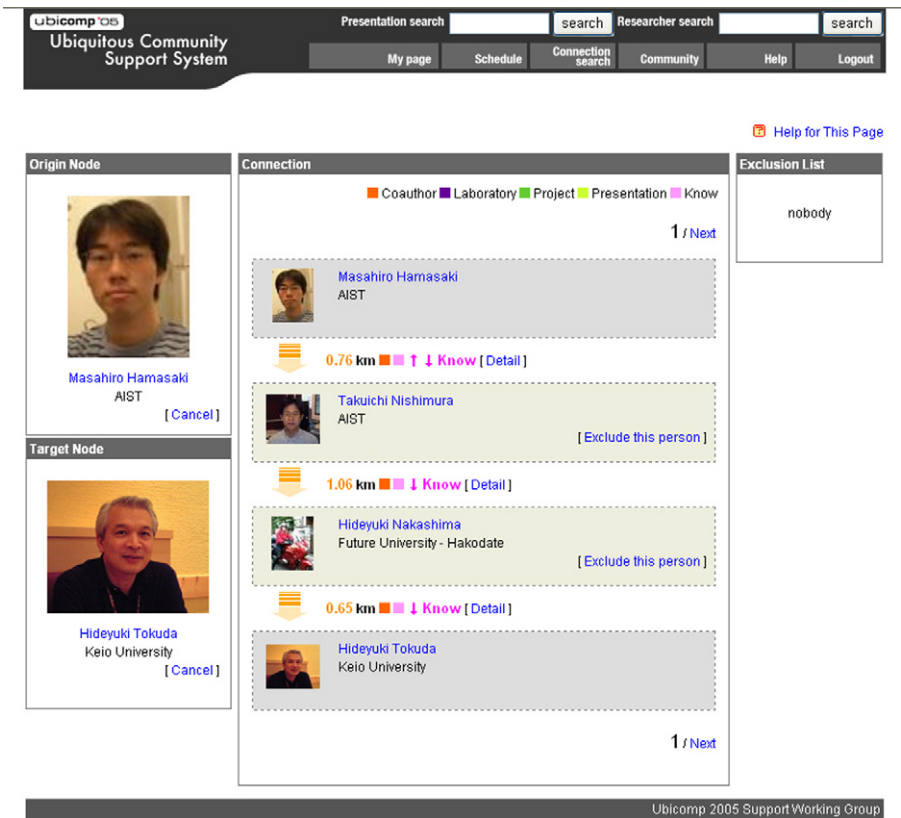 ubicomp '05
Ubiquitous Community
Support System
Presentation search search Researcher search search
My page Schedule Connection search Community Help Logout
Help for This Page
Origin Node
Masahiro Hamasaki
AIST
[ Cancel ]
Target Node
Hideyuki Tokuda
Keio University
[ Cancel ]
Connection
Coauthor Laboratory Project Presentation Know
1 / Next
Masahiro Hamasaki
AIST
0.76 km ↑ ↓ Know [ Detail ]
Takuichi Nishimura
AIST
[ Exclude this person ]
1.06 km ↓ Know [ Detail ]
Hideyuki Nakashima
Future University - Hakodate
[ Exclude this person ]
0.65 km ↓ Know [ Detail ]
Hideyuki Tokuda
Keio University
1 / Next
Exclusion List
nobody
Ubicomp 2005 Support Working Group